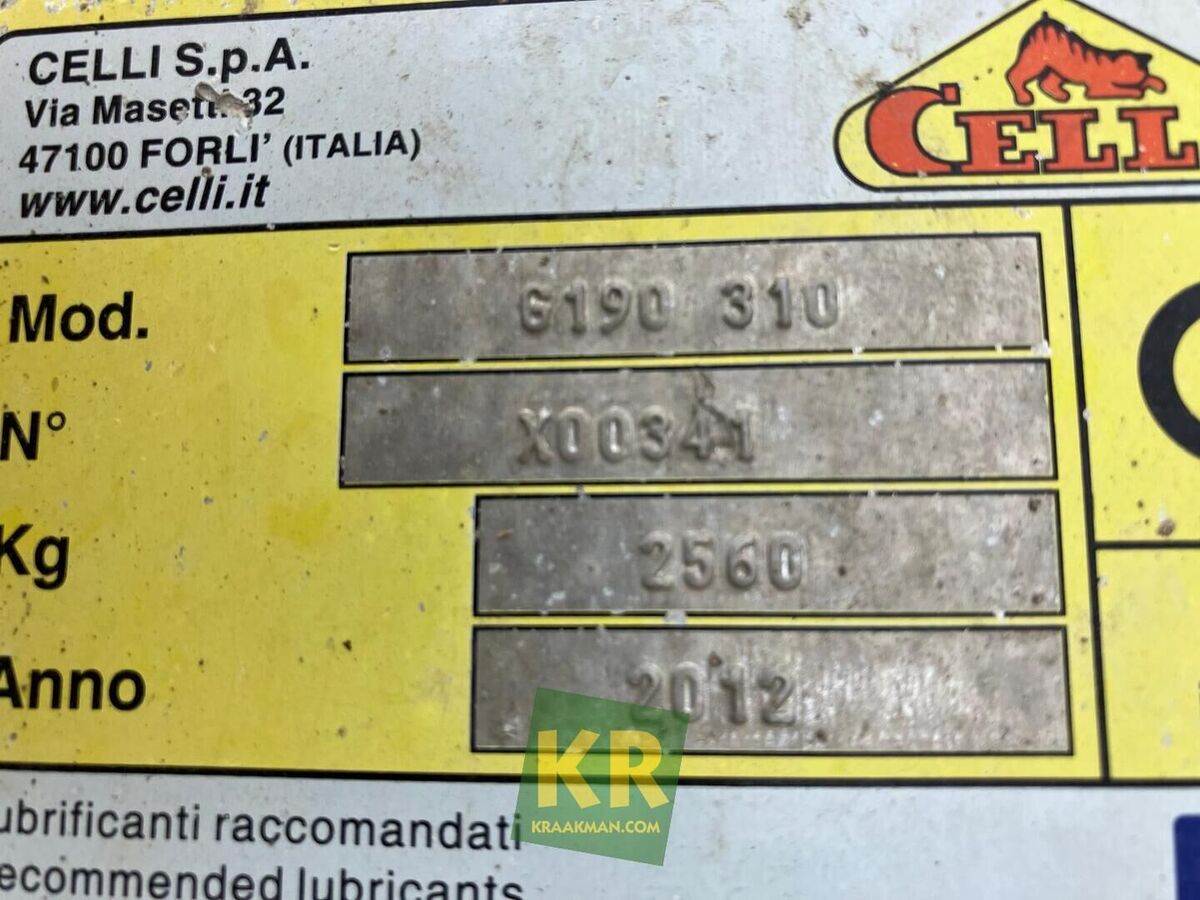 CELLI S.p.A.
Via Masetti 32
47100 FORLI' (ITALIA)
www.celli.it
CELL
Mod. G190 310
N° X00341
Kg 2560
Anno 2012
KR
KRAAKMAN.COM
ubrificanti raccomandati
ecommended lubricants